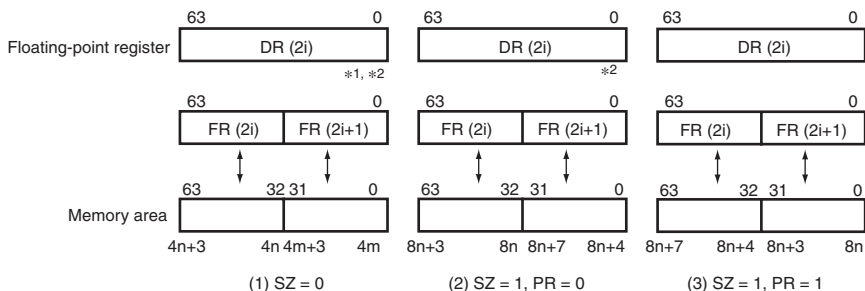 63 0 63 0 63 0
Floating-point register DR (2i) DR (2i) DR (2i)
*1, *2 *2
63 0 63 0 63 0
FR (2i) FR (2i+1) FR (2i) FR (2i+1) FR (2i) FR (2i+1)
63 32 31 0 63 32 31 0 63 32 31 0
Memory area
4n+3 4n 4m+3 4m 8n+3 8n 8n+7 8n+4 8n+7 8n+4 8n+3 8n
(1) SZ = 0 (2) SZ = 1, PR = 0 (3) SZ = 1, PR = 1